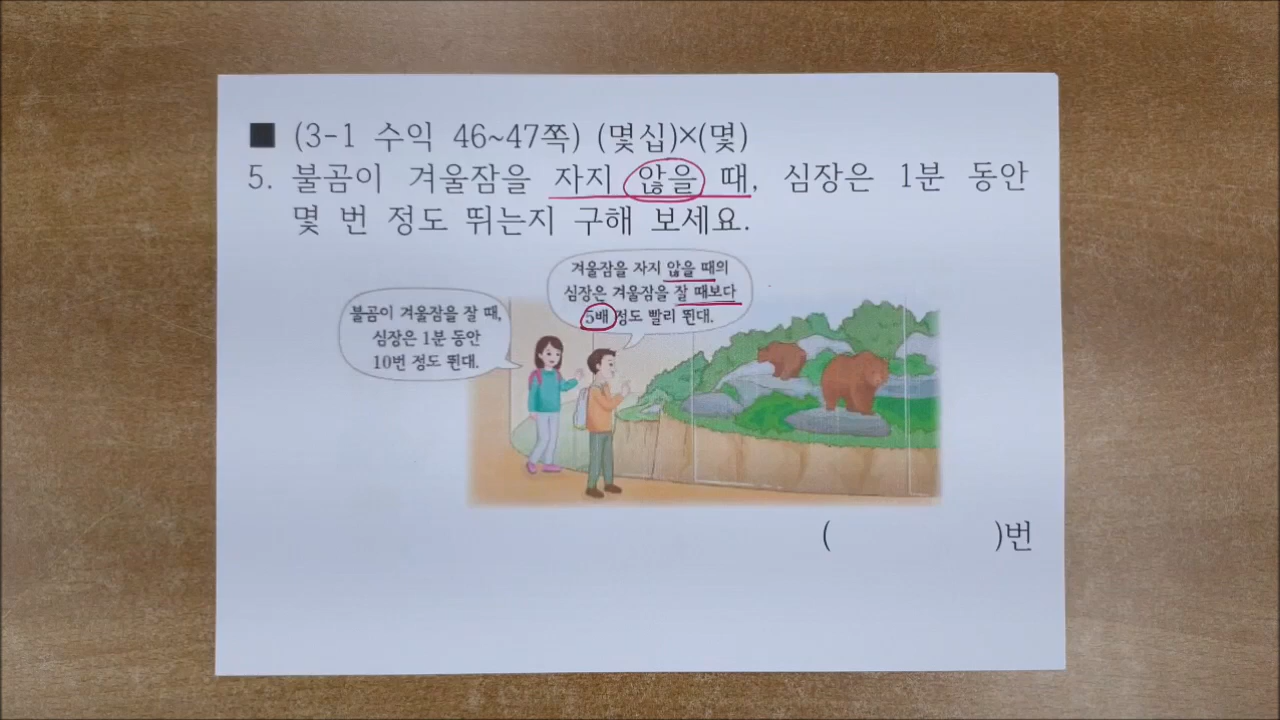 ■ (3-1 수익 46~47쪽) (몇십)×(몇)
5. 불곰이 겨울잠을 자지 않을 때, 심장은 1분 동안
몇 번 정도 뛰는지 구해 보세요.
겨울잠을 자지 않을 때의
심장은 겨울잠을 잘 때보다
5배 정도 빨리 뛴대.
불곰이 겨울잠을 잘 때,
심장은 1분 동안
10번 정도 뛴대.
( )번